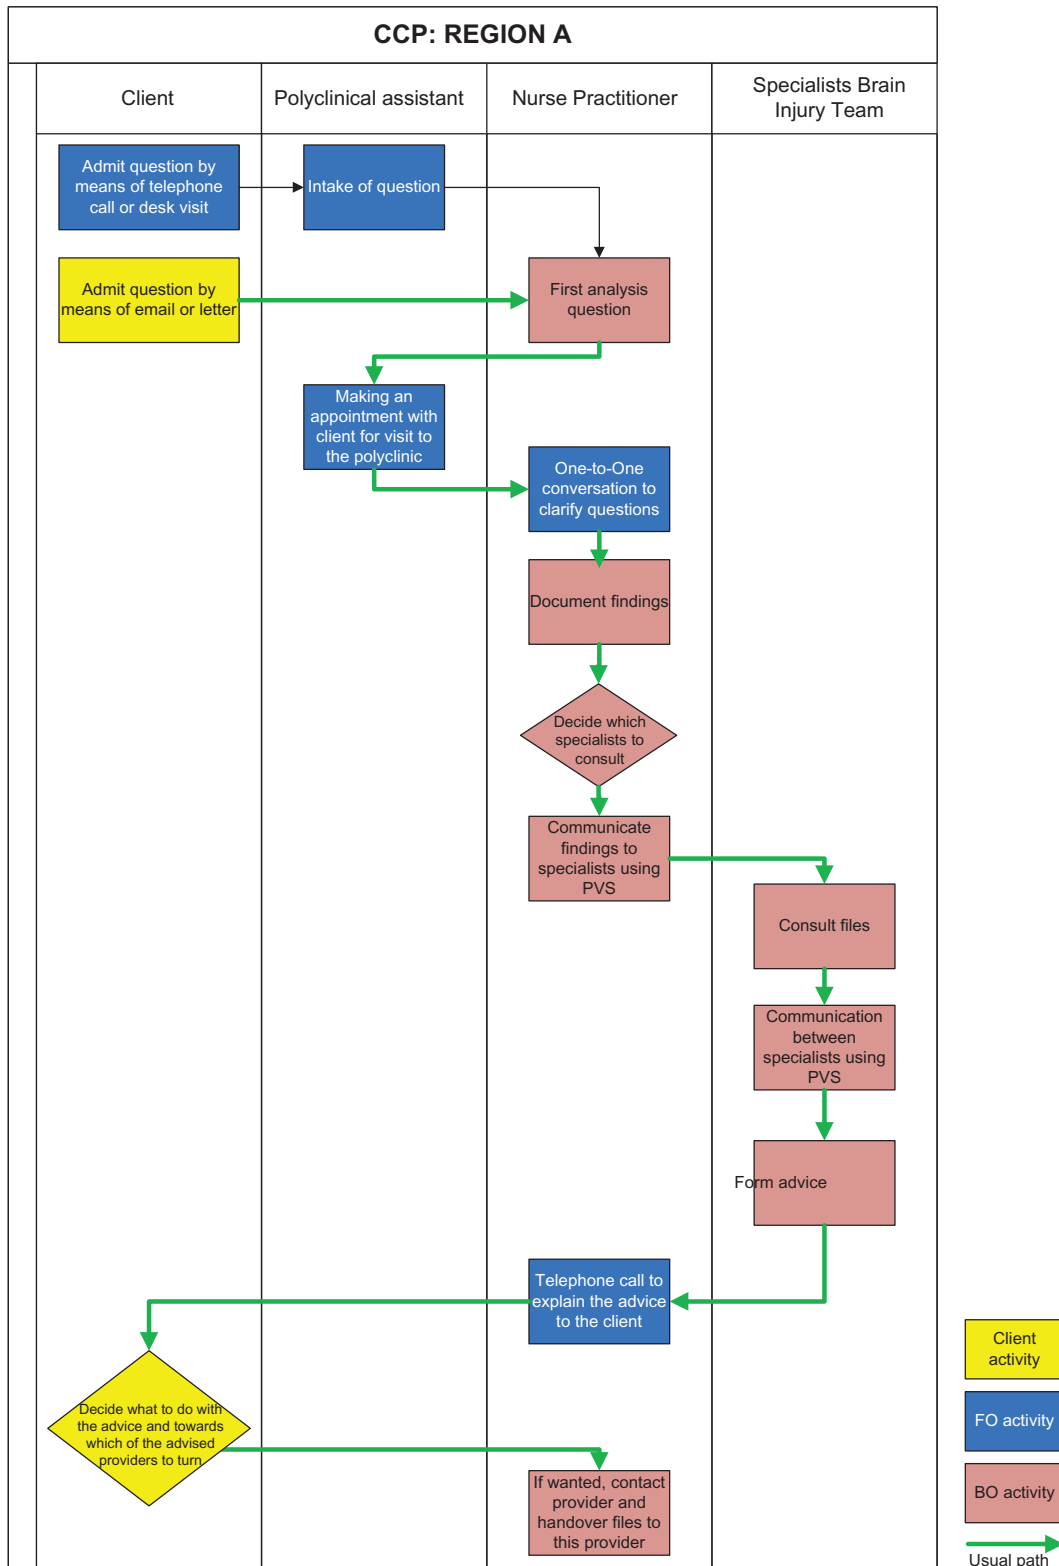 CCP: REGION A
Client
Polyclinical assistant
Nurse Practitioner
Specialists Brain
Injury Team
Admit question by
means of telephone
call or desk visit
Intake of question
Admit question by
means of email or letter
First analysis
question
Making an
appointment with
client for visit to
the polyclinic
One-to-One
conversation to
clarify questions
Document findings
Decide which
specialists to
consult
Communicate
findings to
specialists using
PVS
Consult files
Communication
between
specialists using
PVS
Form advice
Telephone call to
explain the advice
to the client
Decide what to do with
the advice and towards
which of the advised
providers to turn
If wanted, contact
provider and
handover files to
this provider
Client
activity
FO activity
BO activity
Usual path